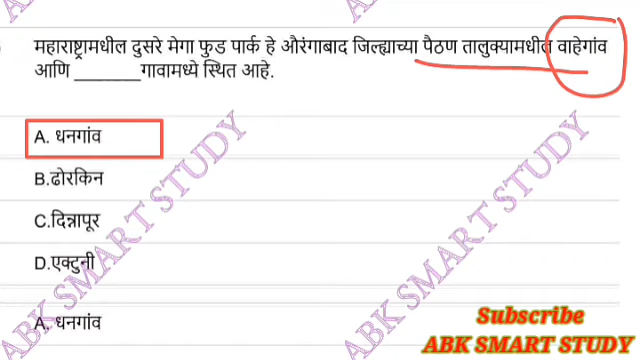 महाराष्ट्रामधील दुसरे मेगा फुड पार्क हे औरंगाबाद जिल्ह्याच्या पैठण तालुक्यामधील वाहेगांव
आणि _______गावामध्ये स्थित आहे.
A. धनगांव
B.ढोरकिन
C.दिन्नापूर
D.एक्टुनी
A. धनगांव
Subscribe
ABK SMART STUDY
ABK SMART STUDY
ABK SMART STUDY